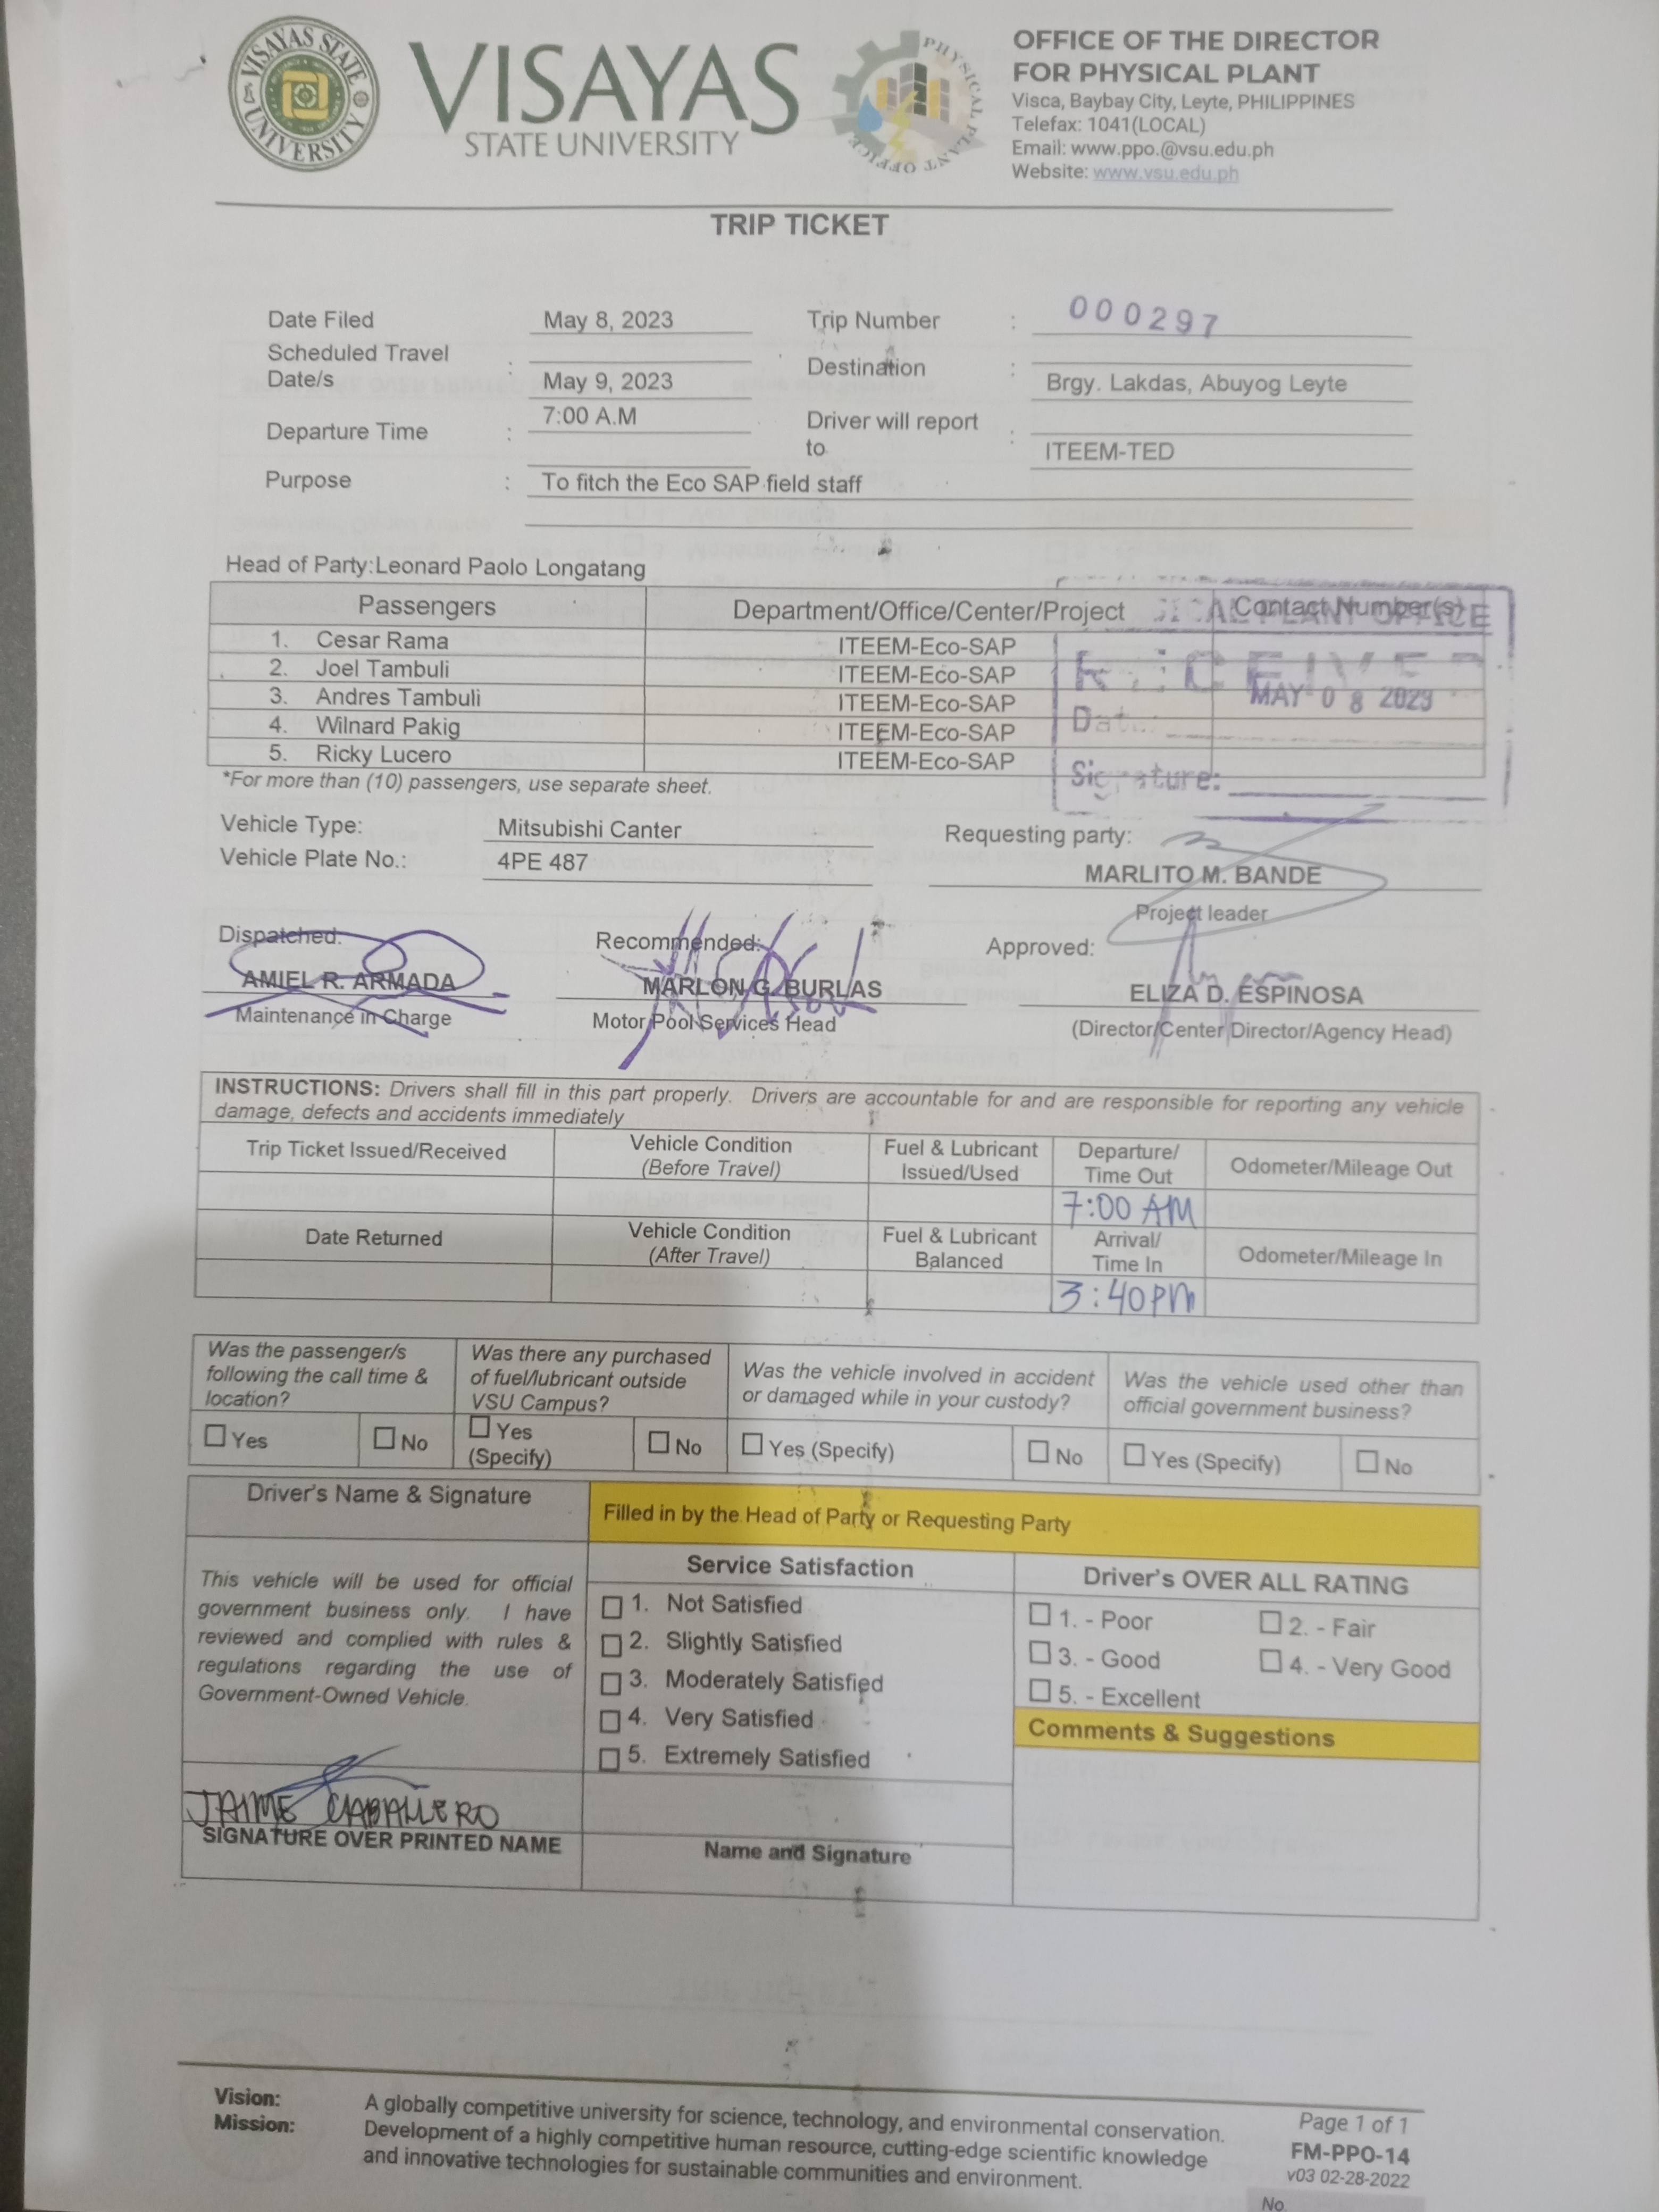 VISAYAS STATE UNIVERSITY
VISAYAS
STATE UNIVERSITY
PHYSICAL PLANT OFFICE
OFFICE OF THE DIRECTOR
FOR PHYSICAL PLANT
Visca, Baybay City, Leyte, PHILIPPINES
Telefax: 1041(LOCAL)
Email: www.ppo.@vsu.edu.ph
Website: www.vsu.edu.ph
TRIP TICKET
Date Filed May 8, 2023 Trip Number : 000297
Scheduled Travel Date/s : May 9, 2023 Destination : Brgy. Lakdas, Abuyog Leyte
Departure Time : 7:00 A.M Driver will report to : ITEEM-TED
Purpose : To fitch the Eco SAP field staff
Head of Party:Leonard Paolo Longatang
Passengers Department/Office/Center/Project Contact Number(s)
1. Cesar Rama ITEEM-Eco-SAP
2. Joel Tambuli ITEEM-Eco-SAP
3. Andres Tambuli ITEEM-Eco-SAP
4. Wilnard Pakig ITEEM-Eco-SAP
5. Ricky Lucero ITEEM-Eco-SAP
PLANT OFFICE
RECEIVED
MAY 08 2023
Date:
Signature:
*For more than (10) passengers, use separate sheet.
Vehicle Type: Mitsubishi Canter
Vehicle Plate No.: 4PE 487
Requesting party:
MARLITO M. BANDE
Project leader
Dispatched:
AMIEL R. ARMADA
Maintenance in Charge
Recommended:
MARLON G. BURLAS
Motor Pool Services Head
Approved:
ELIZA D. ESPINOSA
(Director/Center Director/Agency Head)
INSTRUCTIONS: Drivers shall fill in this part properly. Drivers are accountable for and are responsible for reporting any vehicle
damage, defects and accidents immediately
Trip Ticket Issued/Received Vehicle Condition (Before Travel) Fuel & Lubricant Issued/Used Departure/ Time Out Odometer/Mileage Out
7:00 AM
Date Returned Vehicle Condition (After Travel) Fuel & Lubricant Balanced Arrival/ Time In Odometer/Mileage In
3:40 PM
Was the passenger/s following the call time & location?
Yes No
Was there any purchased of fuel/lubricant outside VSU Campus?
Yes (Specify) No
Was the vehicle involved in accident or damaged while in your custody?
Yes (Specify) No
Was the vehicle used other than official government business?
Yes (Specify) No
Driver's Name & Signature
Filled in by the Head of Party or Requesting Party
This vehicle will be used for official
government business only. I have
reviewed and complied with rules &
regulations regarding the use of
Government-Owned Vehicle.
JAIME CABALLERO
SIGNATURE OVER PRINTED NAME
Service Satisfaction
1. Not Satisfied
2. Slightly Satisfied
3. Moderately Satisfied
4. Very Satisfied
5. Extremely Satisfied
Name and Signature
Driver's OVER ALL RATING
1. - Poor 2. - Fair
3. - Good 4. - Very Good
5. - Excellent
Comments & Suggestions
Vision: A globally competitive university for science, technology, and environmental conservation.
Mission: Development of a highly competitive human resource, cutting-edge scientific knowledge
and innovative technologies for sustainable communities and environment.
Page 1 of 1
FM-PPO-14
v03 02-28-2022
No.